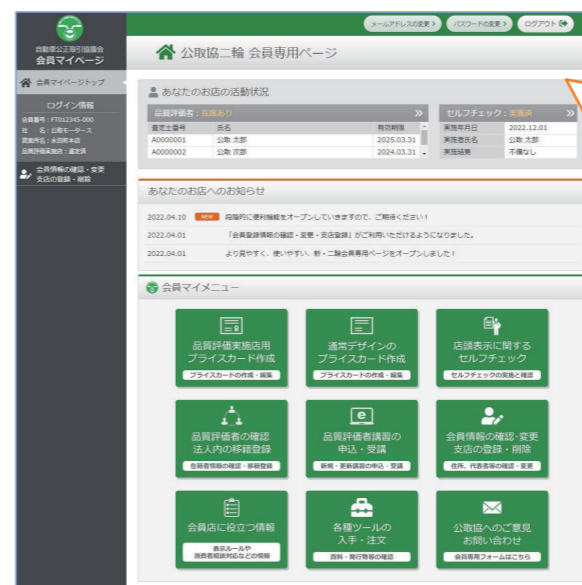 メールアドレスの変更
パスワードの変更
ログアウト
自動車公正取引協議会
会員マイページ
公取協二輪 会員専用ページ
会員マイページトップ
ログイン情報
会員番号:FT012345-000
社 名:公取モータース
事業所名:永田町本店
品質評価実施店:選定済
会員情報の確認・変更
支店の登録・削除
あなたのお店の活動状況
品質評価者:在席あり
査定士番号 氏名 有効期限
A0000001 公取 太郎 2025.03.31
A0000002 公取 次郎 2024.03.31
セルフチェック:実施済
実施年月日 2022.12.01
実施者氏名 公取 太郎
実施結果 不備なし
あなたのお店へのお知らせ
2022.04.10 NEW 段階的に便利機能をオープンしていきますので、ご期待ください!
2022.04.01 「会員登録情報の確認・変更・支店登録」がご利用いただけるようになりました。
2022.04.01 より見やすく、使いやすい、新・二輪会員専用ページをオープンしました!
会員マイメニュー
品質評価実施店用
プライスカード作成
プライスカードの作成・編集
通常デザインの
プライスカード作成
プライスカードの作成・編集
店頭表示に関する
セルフチェック
セルフチェックの実施と確認
品質評価者の確認
法人内の移籍登録
在籍者情報の確認・移籍登録
品質評価者講習の
申込・受講
新規・更新講習の申込・受講
会員情報の確認・変更
支店の登録・削除
住所、代表者等の確認・変更
会員店に役立つ情報
表示ルールや
消費者相談対応などの情報
各種ツールの
入手・注文
資料・発行物等の確認
公取協へのご意見
お問い合わせ
会員専用フォームはこちら